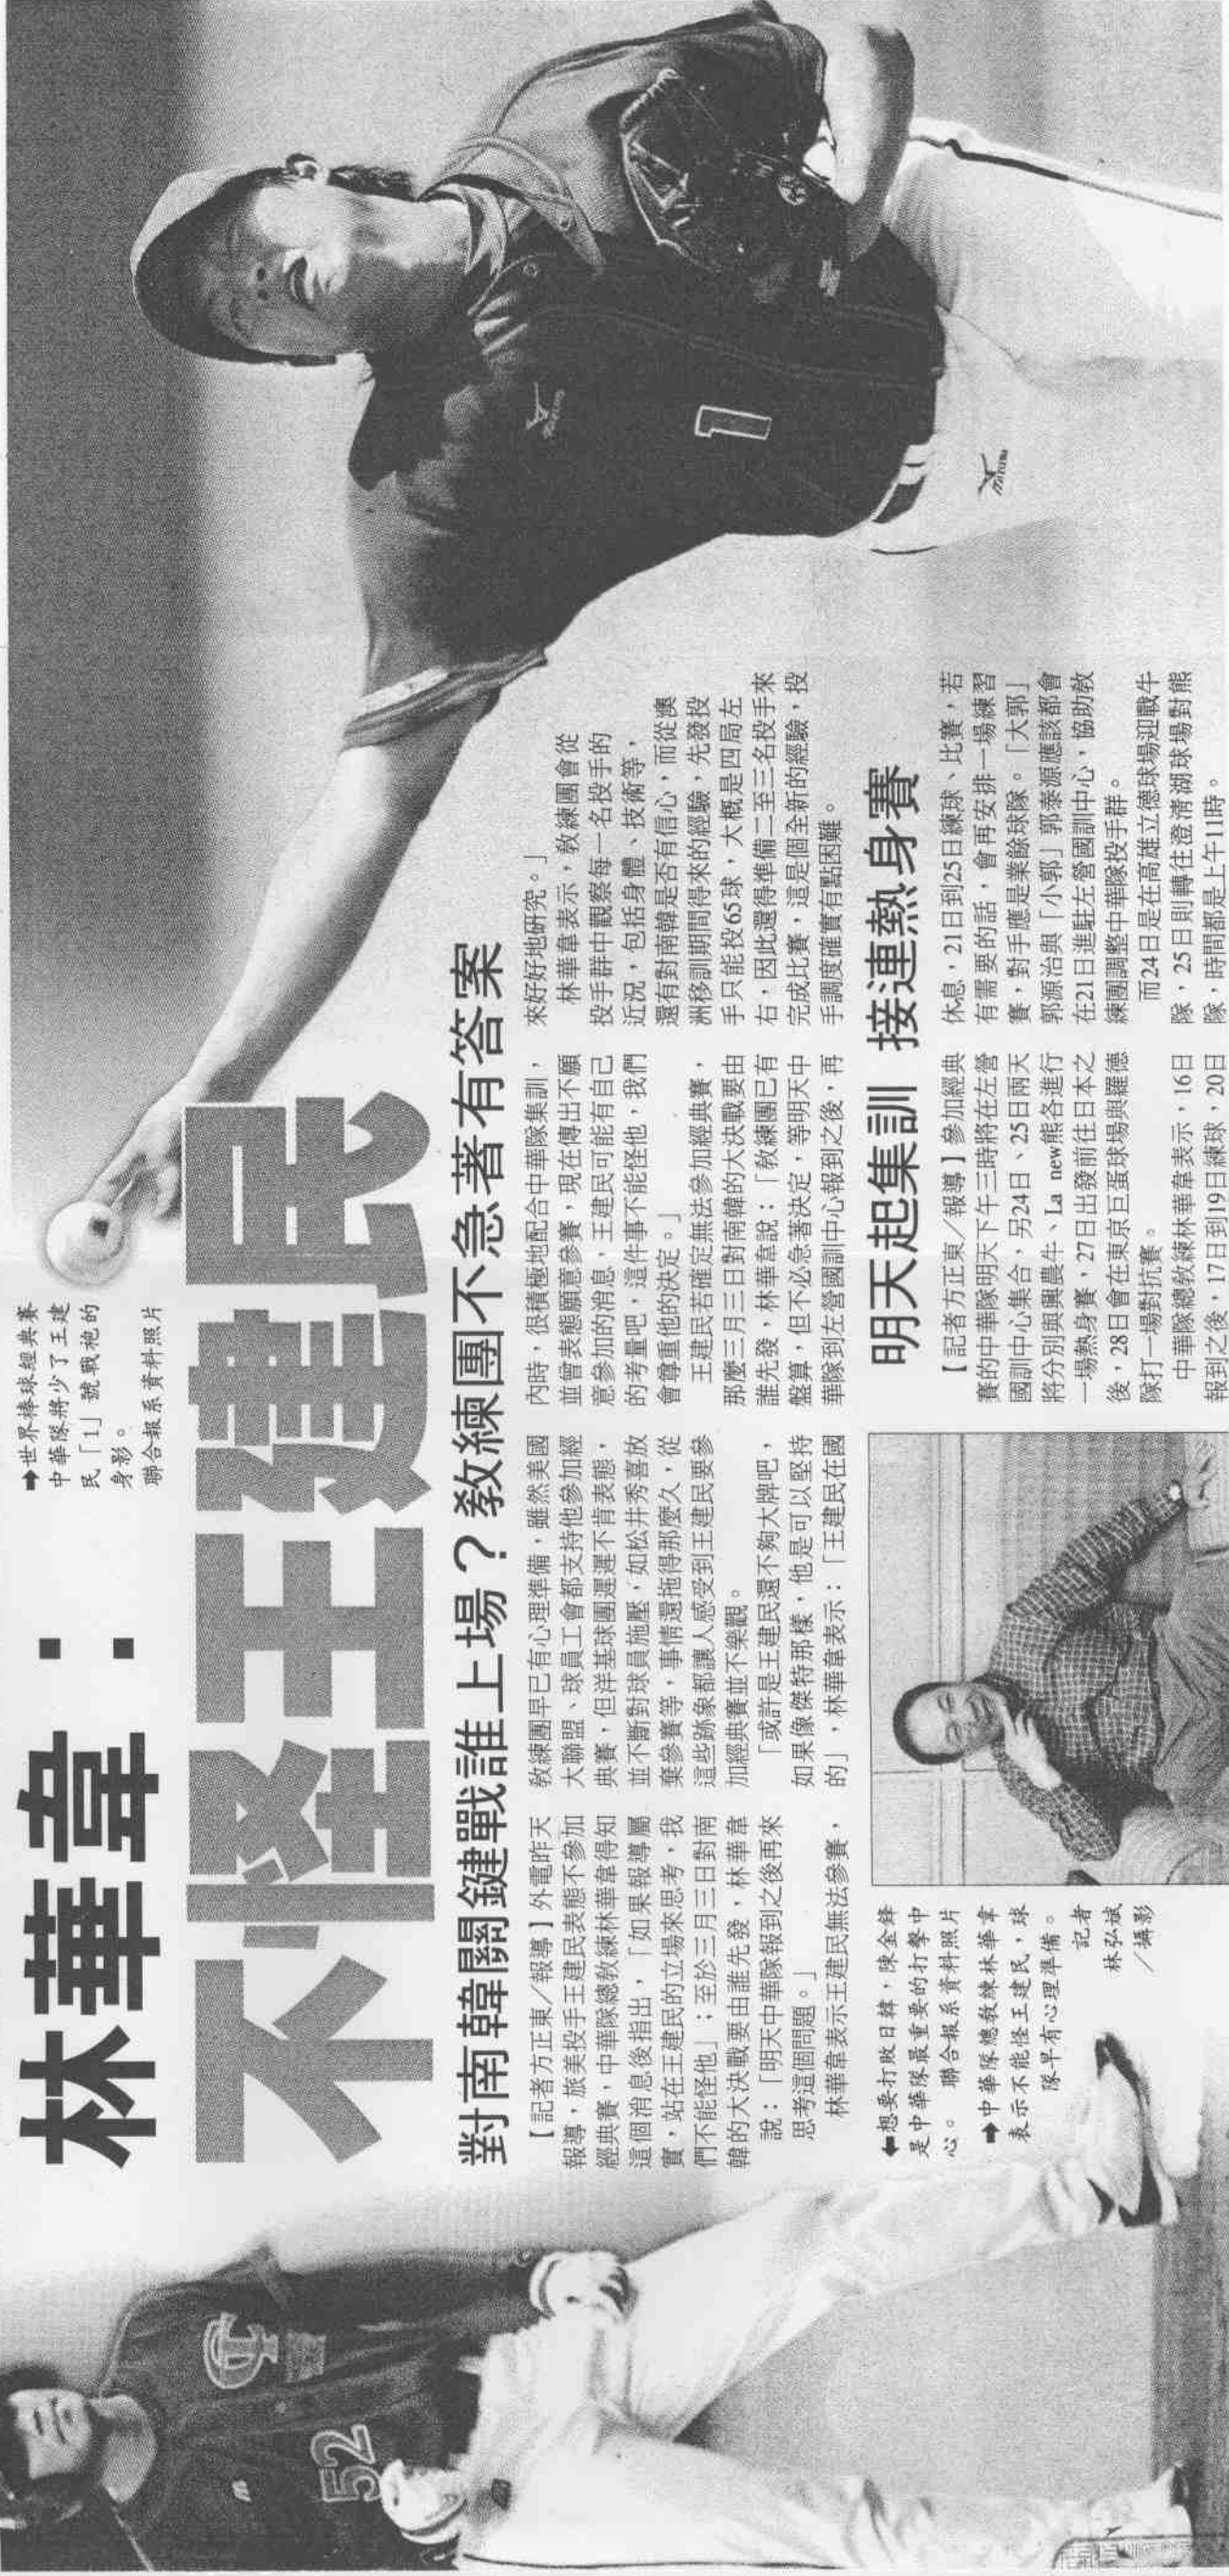 林華韋：
不怪王建民
對南韓關鍵戰誰上場？教練團不急著有答案
➡世界棒球經典賽
中華隊將少了王建
民「1」號戰袍的
身影。
聯合報系資料照片
【記者方正東／報導】外電昨天
報導，旅美投手王建民表態不參加
經典賽，中華隊總教練林華韋得知
這個消息後指出，「如果報導屬
實，站在王建民的立場來思考，我
們不能怪他」；至於三月三日對南
韓的大決戰要由誰先發，林華韋
說：「明天中華隊報到之後再來
思考這個問題。」
林華韋表示王建民無法參賽，
教練團早已有心理準備，雖然美國
大聯盟、球員工會都支持他參加經
典賽，但洋基球團遲遲不肯表態，
並不斷對球員施壓，如松井秀喜放
棄參賽等，事情還拖得那麼久，從
這些跡象都讓人感受到王建民要參
加經典賽並不樂觀。
「或許是王建民還不夠大牌吧，
如果像傑特那樣，他是可以堅持
的」，林華韋表示：「王建民在國
內時，很積極地配合中華隊集訓，
並曾表態願意參賽，現在傳出不願
意參加的消息，王建民可能有自己
的考量吧，這件事不能怪他，我們
會尊重他的決定。」
王建民若確定無法參加經典賽，
那麼三月三日對南韓的大決戰要由
誰先發，林華韋說：「教練團已有
盤算，但不必急著決定，等明天中
華隊到左營國訓中心報到之後，再
來好好地研究。」
林華韋表示，教練團會從
投手群中觀察每一名投手的
近況，包括身體、技術等，
還有對南韓是否有信心，而從澳
洲移訓期間得來的經驗，先發投
手只能投65球，大概是四局左
右，因此還得準備二至三名投手來
完成比賽，這是個全新的經驗，投
手調度確實有點困難。
明天起集訓 接連熱身賽
【記者方正東／報導】參加經典
賽的中華隊明天下午三時將在左營
國訓中心集合，另24日、25日兩天
將分別與興農牛、La new熊各進行
一場熱身賽，27日出發前往日本之
後，28日會在東京巨蛋球場與羅德
隊打一場對抗賽。
中華隊總教練林華韋表示，16日
報到之後，17日到19日練球，20日
休息，21日到25日練球、比賽，若
有需要的話，會再安排一場練習
賽，對手應是業餘球隊。「大郭」
郭源治與「小郭」郭泰源應該都會
在21日進駐左營國訓中心，協助教
練團調整中華隊投手群。
而24日是在高雄立德球場迎戰牛
隊，25日則轉往澄清湖球場對熊
隊，時間都是上午11時。
⬅想要打敗日韓，陳金鋒
是中華隊最重要的打擊中
心。 聯合報系資料照片
➡中華隊總教練林華韋
表示不能怪王建民，球
隊早有心理準備。
記者
林弘斌
／攝影
1
MIZUNO
MIZUNO
52